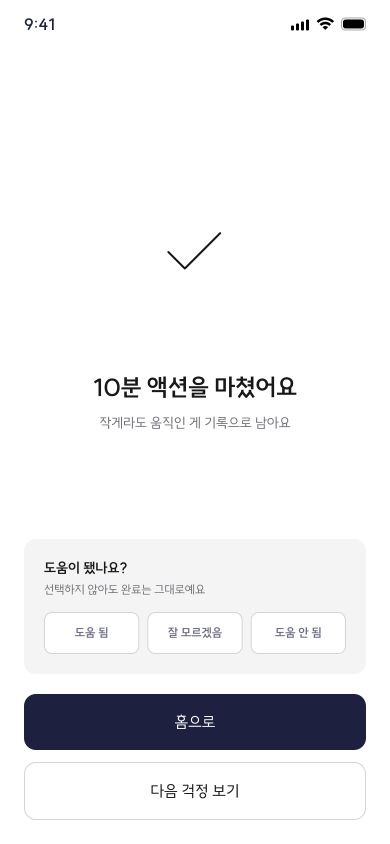 9:41
10분 액션을 마쳤어요
작게라도 움직인 게 기록으로 남아요
도움이 됐나요?
선택하지 않아도 완료는 그대로예요
도움 됨
잘 모르겠음
도움 안 됨
홈으로
다음 걱정 보기